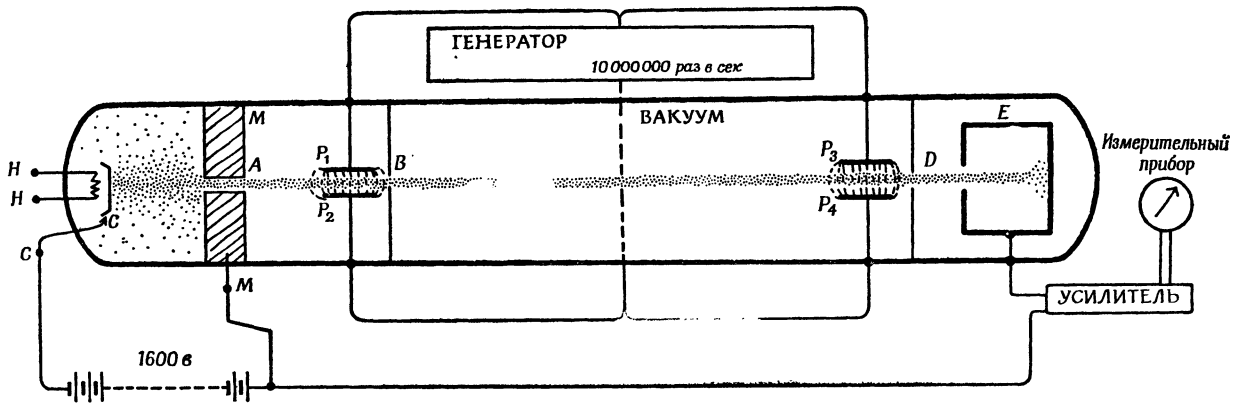 ГЕНЕРАТОР
10 000 000 раз в сек
ВАКУУМ
M
A
P₁
P₂
B
P₃
P₄
D
E
Измерительный
прибор
H
H
C
C
M
УСИЛИТЕЛЬ
1600 в